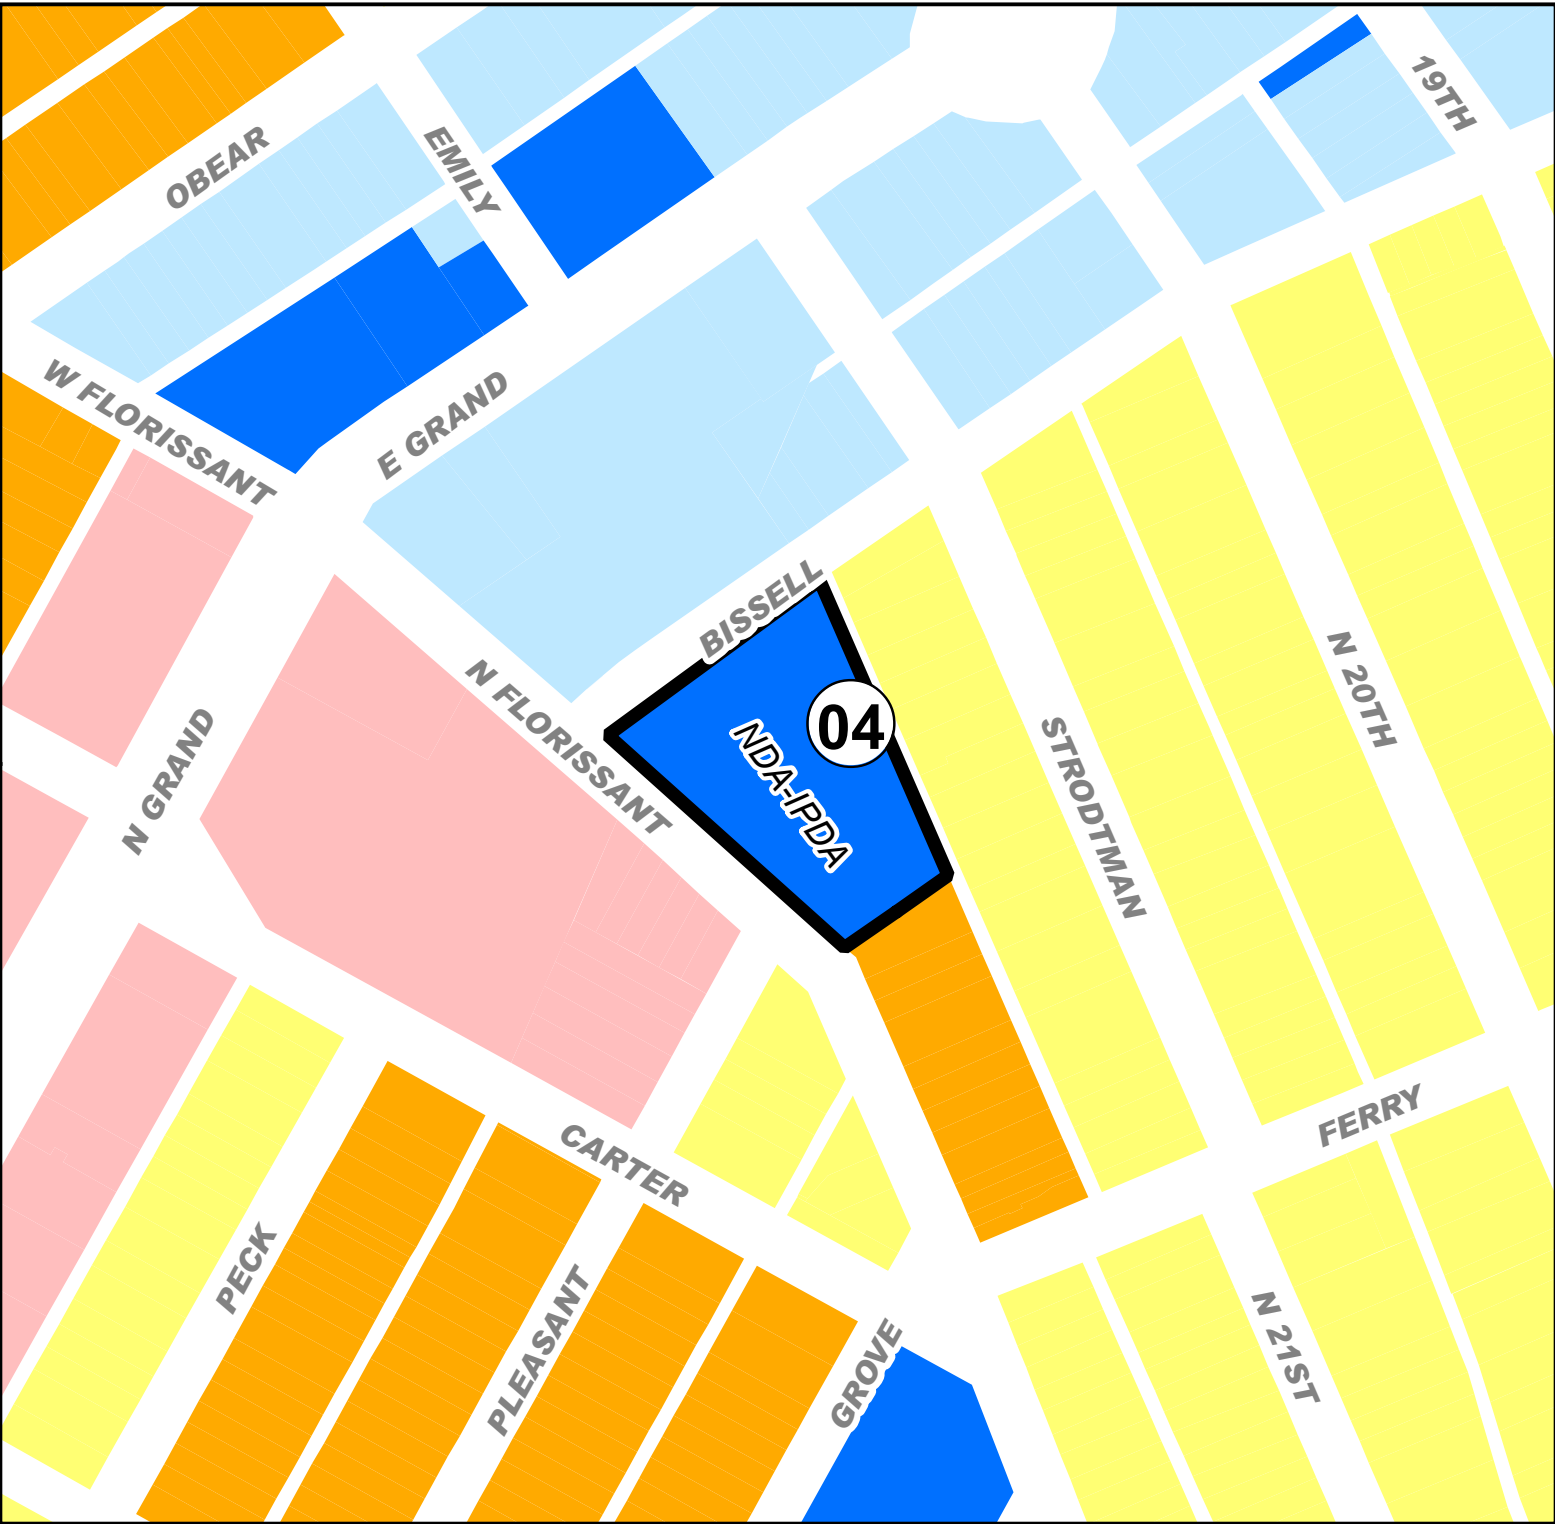 19TH
OBEAR
EMILY
W FLORISSANT
E GRAND
BISSELL
N FLORISSANT
N GRAND
04
NDA-IPDA
N 20TH
STRODTMAN
FERRY
CARTER
PECK
PLEASANT
GROVE
N 21ST